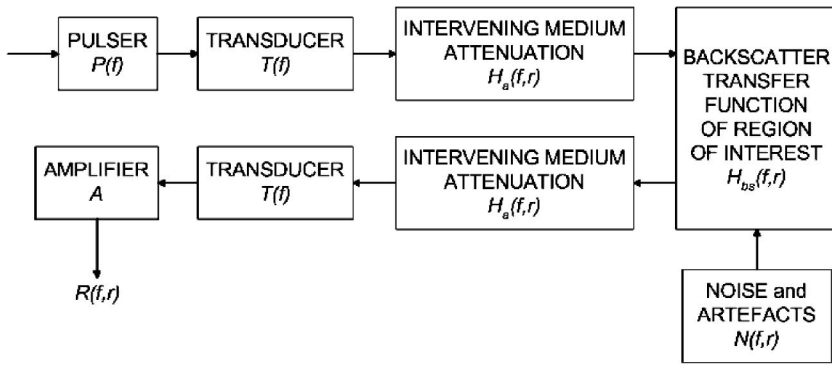 PULSER
P(f)
TRANSDUCER
T(f)
INTERVENING MEDIUM
ATTENUATION
Ha(f,r)
BACKSCATTER
TRANSFER
FUNCTION
OF REGION
OF INTEREST
Hbs(f,r)
AMPLIFIER
A
TRANSDUCER
T(f)
INTERVENING MEDIUM
ATTENUATION
Ha(f,r)
R(f,r)
NOISE and
ARTEFACTS
N(f,r)